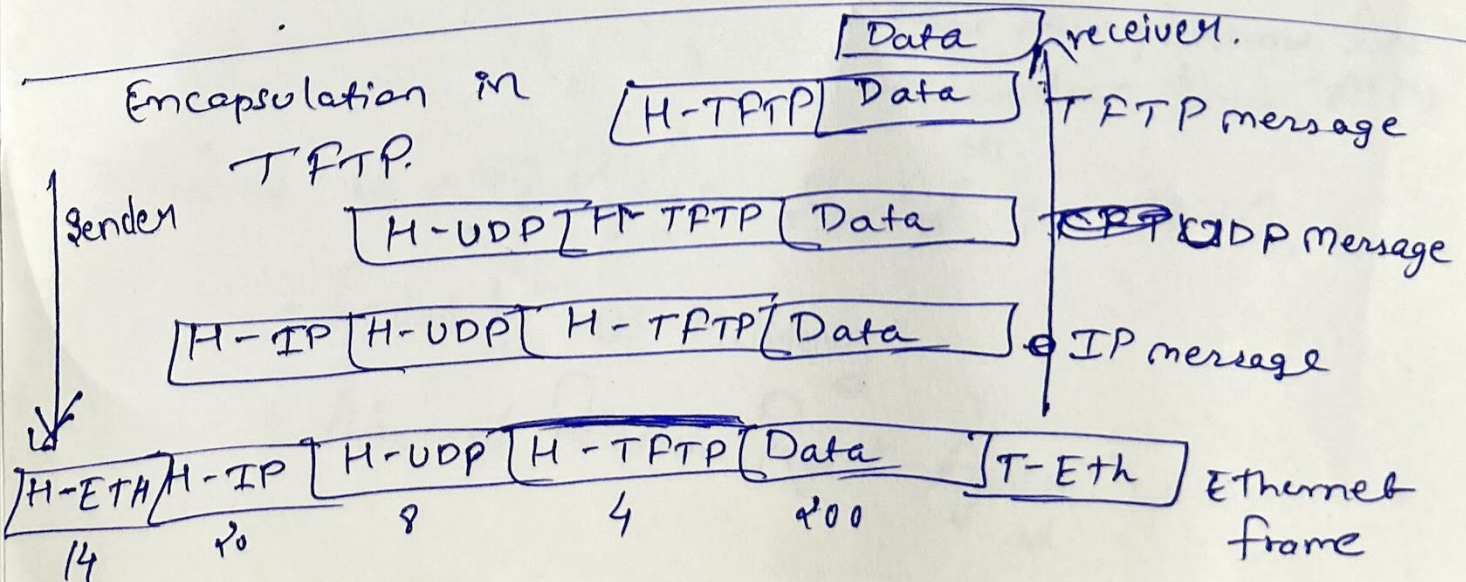 Data receiver.
Encapsulation in H-TFTP Data TFTP message
TFTP.
Sender H-UDP H-TFTP Data UDP Message
H-IP H-UDP H-TFTP Data IP message
H-ETH H-IP H-UDP H-TFTP Data T-Eth Ethernet
14 20 8 4 200 frame